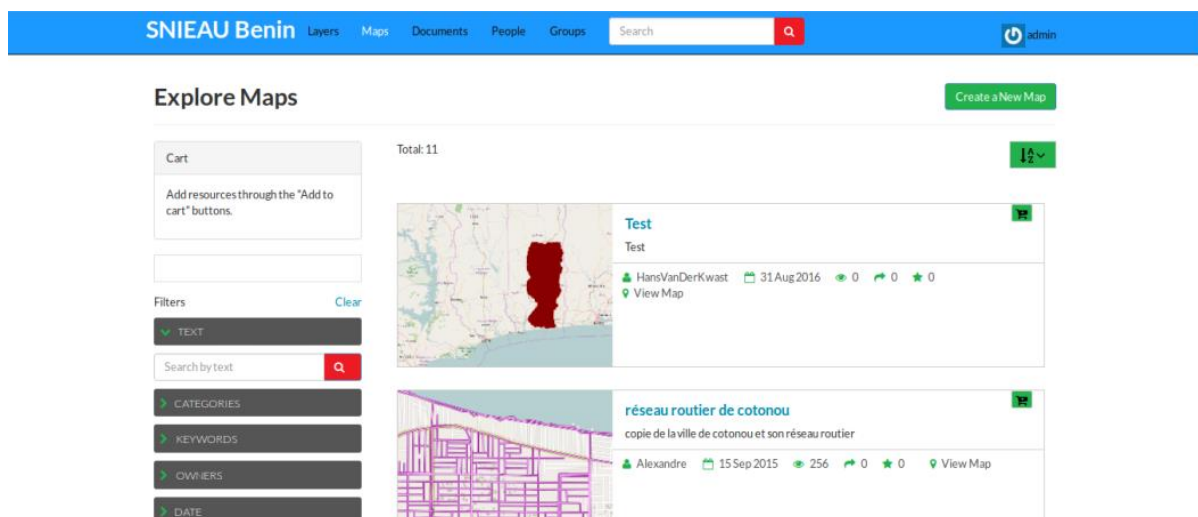 SNIEAU Benin Layers Maps Documents People Groups Search admin
Explore Maps
Create a New Map
Cart
Add resources through the "Add to
cart" buttons.
Filters Clear
TEXT
Search by text
CATEGORIES
KEYWORDS
OWNERS
DATE
Total: 11
Test
Test
HansVanDerKwast 31 Aug 2016 0 0 0
View Map
réseau routier de cotonou
copie de la ville de cotonou et son réseau routier
Alexandre 15 Sep 2015 256 0 0 View Map